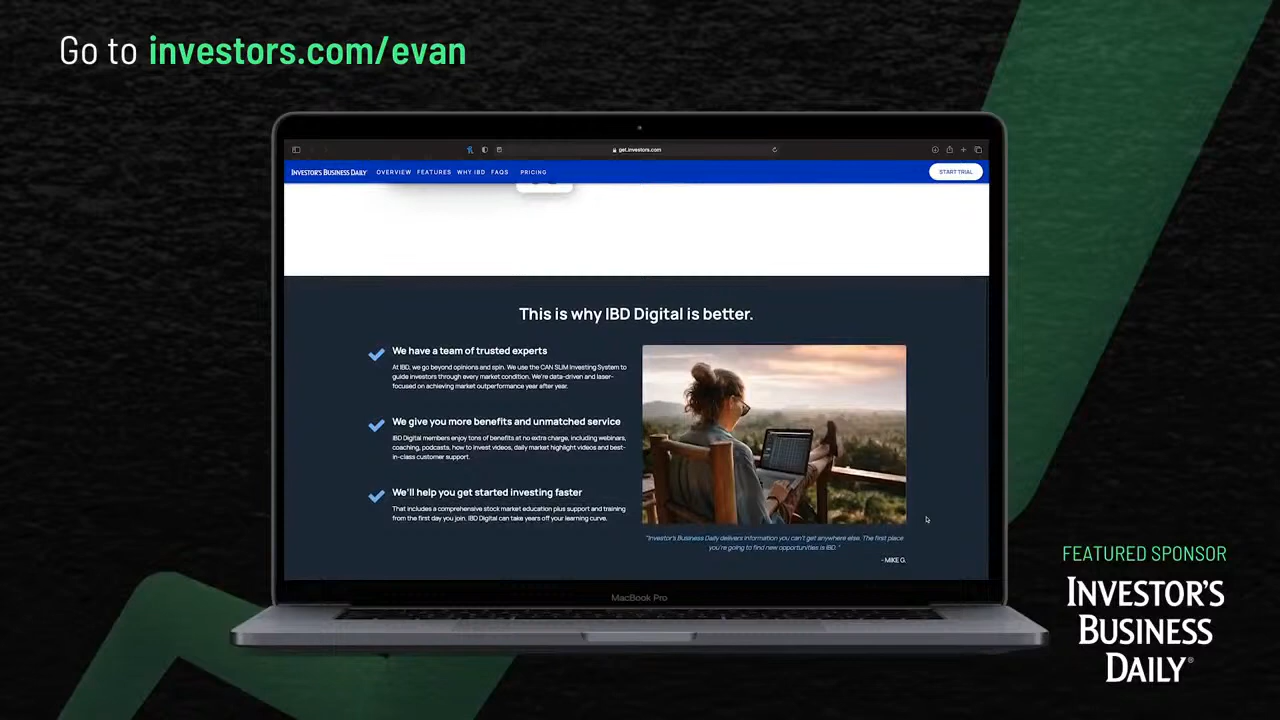 Go to investors.com/evan
get.investors.com
INVESTOR'S BUSINESS DAILY OVERVIEW FEATURES WHY IBD FAQS PRICING START TRIAL
This is why IBD Digital is better.
We have a team of trusted experts
At IBD, we go beyond opinions and spin. We use the CAN SLIM Investing System to
guide investors through every market condition. We're data-driven and laser-
focused on achieving market outperformance year after year.
We give you more benefits and unmatched service
IBD Digital members enjoy tons of benefits at no extra charge, including webinars,
coaching, podcasts, how to invest videos, daily market highlight videos and best-
in-class customer support.
We'll help you get started investing faster
That includes a comprehensive stock market education plus support and training
from the first day you join. IBD Digital can take years off your learning curve.
"Investor's Business Daily delivers information you can't get anywhere else. The first place
you're going to find new opportunities is IBD."
- MIKE G.
MacBook Pro
FEATURED SPONSOR
INVESTOR'S
BUSINESS
DAILY®